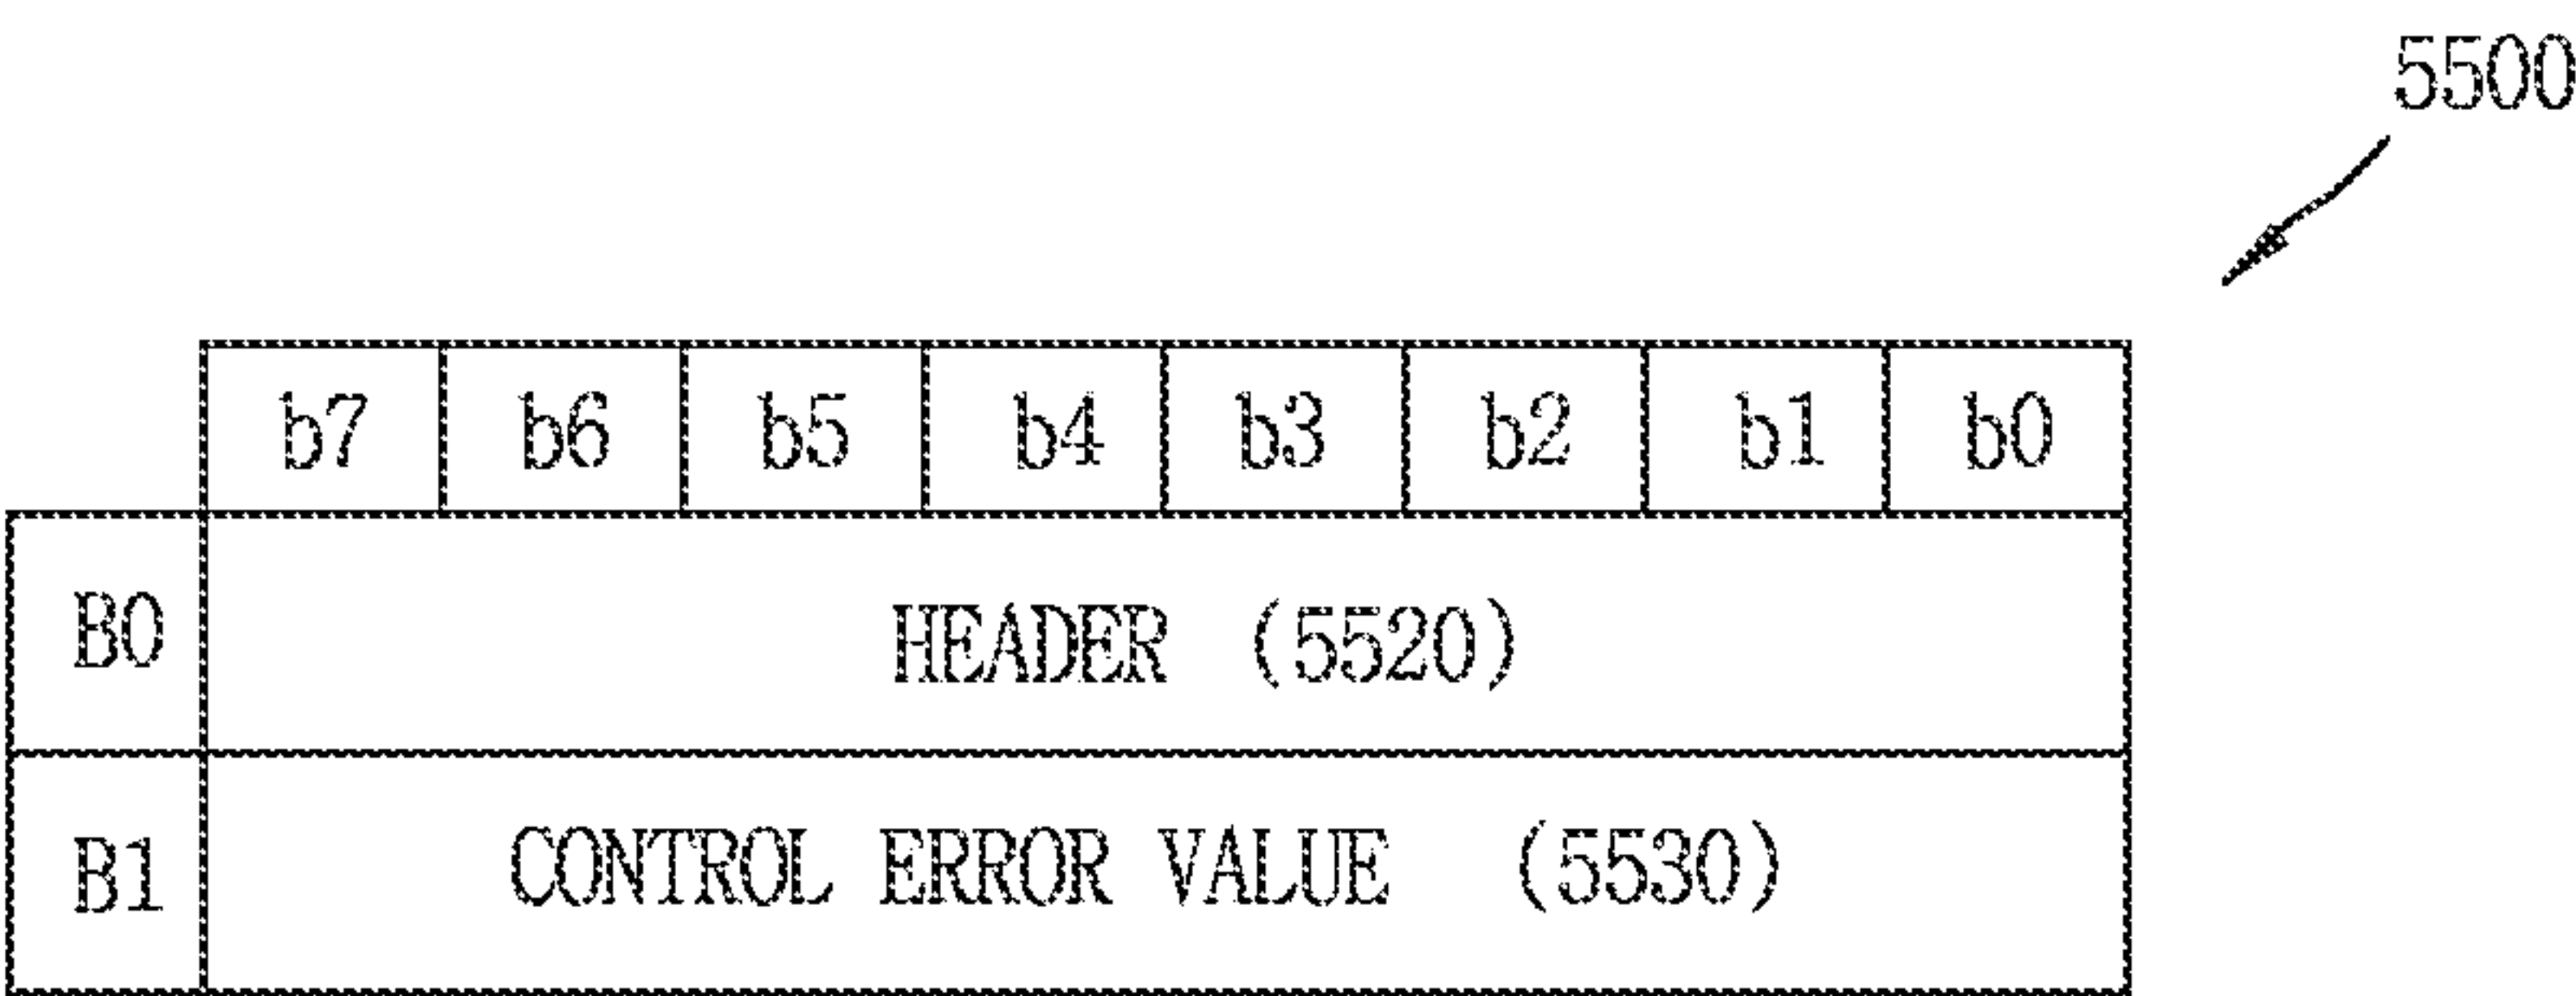 5500
b7 b6 b5 b4 b3 b2 b1 b0
B0 HEADER (5520)
B1 CONTROL ERROR VALUE (5530)